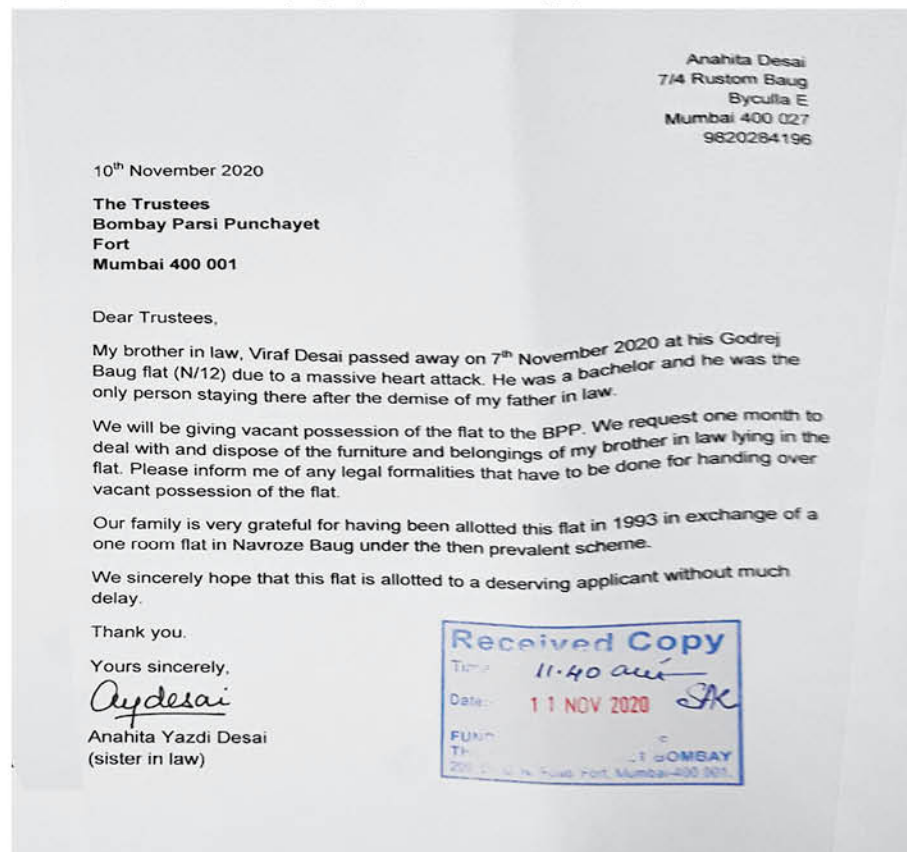 Anahita Desai
7/4 Rustom Baug
Byculla E
Mumbai 400 027
9820284196
10th November 2020
The Trustees
Bombay Parsi Punchayet
Fort
Mumbai 400 001
Dear Trustees,
My brother in law, Viraf Desai passed away on 7th November 2020 at his Godrej
Baug flat (N/12) due to a massive heart attack. He was a bachelor and he was the
only person staying there after the demise of my father in law.
We will be giving vacant possession of the flat to the BPP. We request one month to
deal with and dispose of the furniture and belongings of my brother in law lying in the
flat. Please inform me of any legal formalities that have to be done for handing over
vacant possession of the flat.
Our family is very grateful for having been allotted this flat in 1993 in exchange of a
one room flat in Navroze Baug under the then prevalent scheme.
We sincerely hope that this flat is allotted to a deserving applicant without much
delay.
Thank you.
Yours sincerely,
aydesai
Anahita Yazdi Desai
(sister in law)
Received Copy
Time 11.40 am
Date: 11 NOV 2020
BOMBAY
Road Fort, Mumbai-400 001.